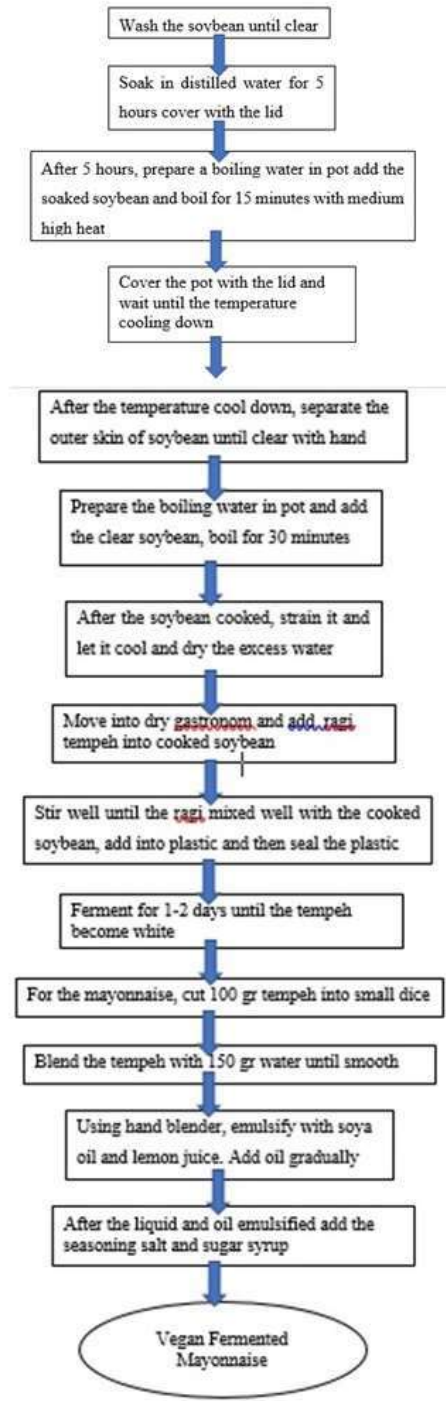 Wash the soybean until clear
Soak in distilled water for 5
hours cover with the lid
After 5 hours, prepare a boiling water in pot add the
soaked soybean and boil for 15 minutes with medium
high heat
Cover the pot with the lid and
wait until the temperature
cooling down
After the temperature cool down, separate the
outer skin of soybean until clear with hand
Prepare the boiling water in pot and add
the clear soybean, boil for 30 minutes
After the soybean cooked, strain it and
let it cool and dry the excess water
Move into dry gastronom and add ragi
tempeh into cooked soybean
Stir well until the ragi mixed well with the cooked
soybean, add into plastic and then seal the plastic
Ferment for 1-2 days until the tempeh
become white
For the mayonnaise, cut 100 gr tempeh into small dice
Blend the tempeh with 150 gr water until smooth
Using hand blender, emulsify with soya
oil and lemon juice. Add oil gradually
After the liquid and oil emulsified add the
seasoning salt and sugar syrup
Vegan Fermented
Mayonnaise